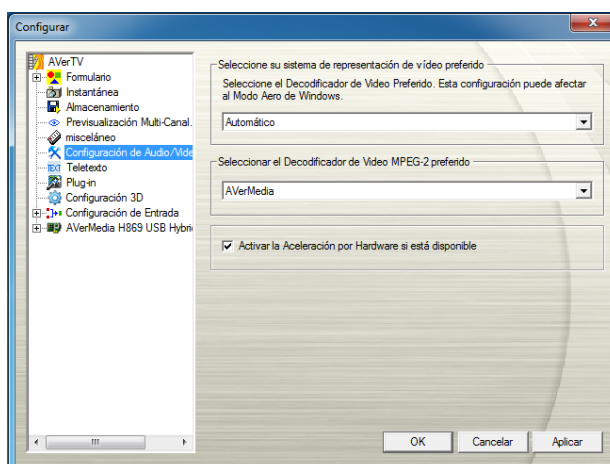 Configurar
AVerTV
Formulario
Instantánea
Almacenamiento
Previsualización Multi-Canal.
misceláneo
Configuración de Audio/Víde
TEXT Teletexto
Plug-in
Configuración 3D
Configuración de Entrada
AVerMedia H869 USB Hybri
Seleccione su sistema de representación de vídeo preferido
Seleccione el Decodificador de Video Preferido. Esta configuración puede afectar
al Modo Aero de Windows.
Automático
Seleccionar el Decodificador de Video MPEG-2 preferido
AVerMedia
Activar la Aceleración por Hardware si está disponible
OK
Cancelar
Aplicar